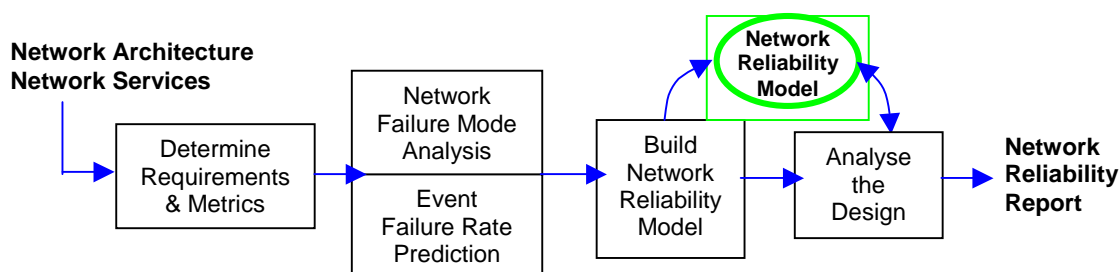 Network Architecture
Network Services
Determine
Requirements
& Metrics
Network
Failure Mode
Analysis
Event
Failure Rate
Prediction
Build
Network
Reliability
Model
Network
Reliability
Model
Analyse
the
Design
Network
Reliability
Report